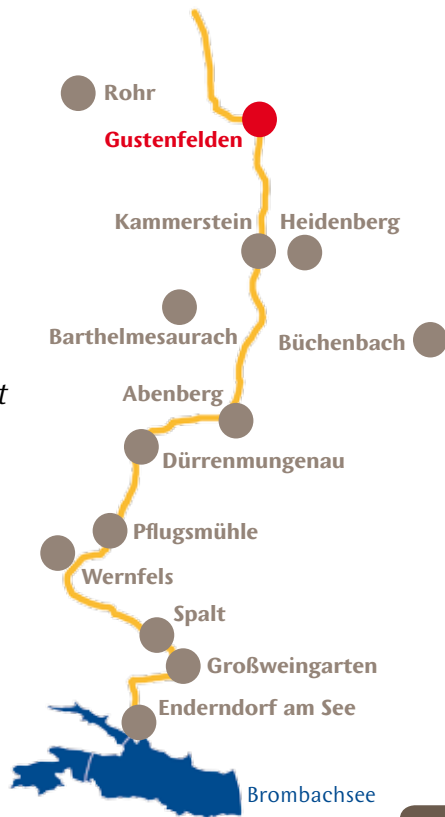 Rohr
Gustenfelden
Kammerstein
Heidenberg
Barthelmesaurach
Büchenbach
t
Abenberg
Dürrenmungenau
Pflugsmühle
Wernfels
Spalt
Großweingarten
Enderndorf am See
Brombachsee